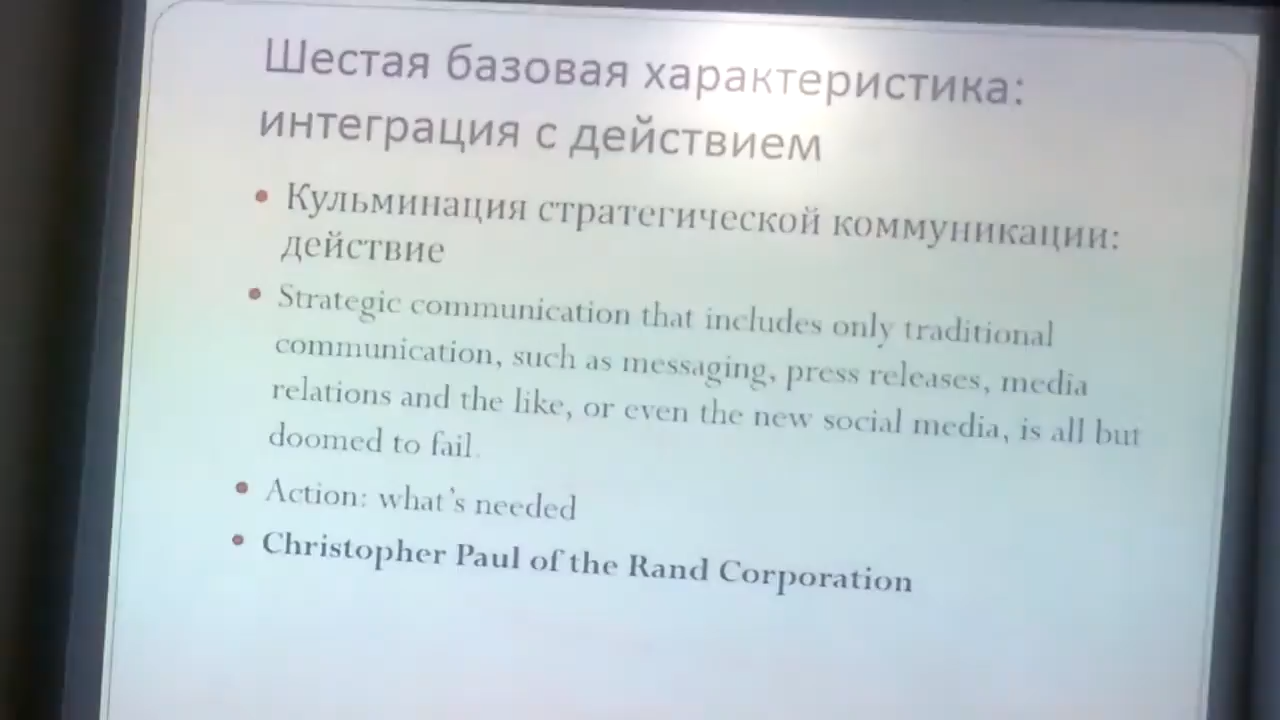 Шестая базовая характеристика:
интеграция с действием
• Кульминация стратегической коммуникации:
действие
• Strategic communication that includes only traditional
communication, such as messaging, press releases, media
relations and the like, or even the new social media, is all but
doomed to fail.
• Action: what's needed
• Christopher Paul of the Rand Corporation